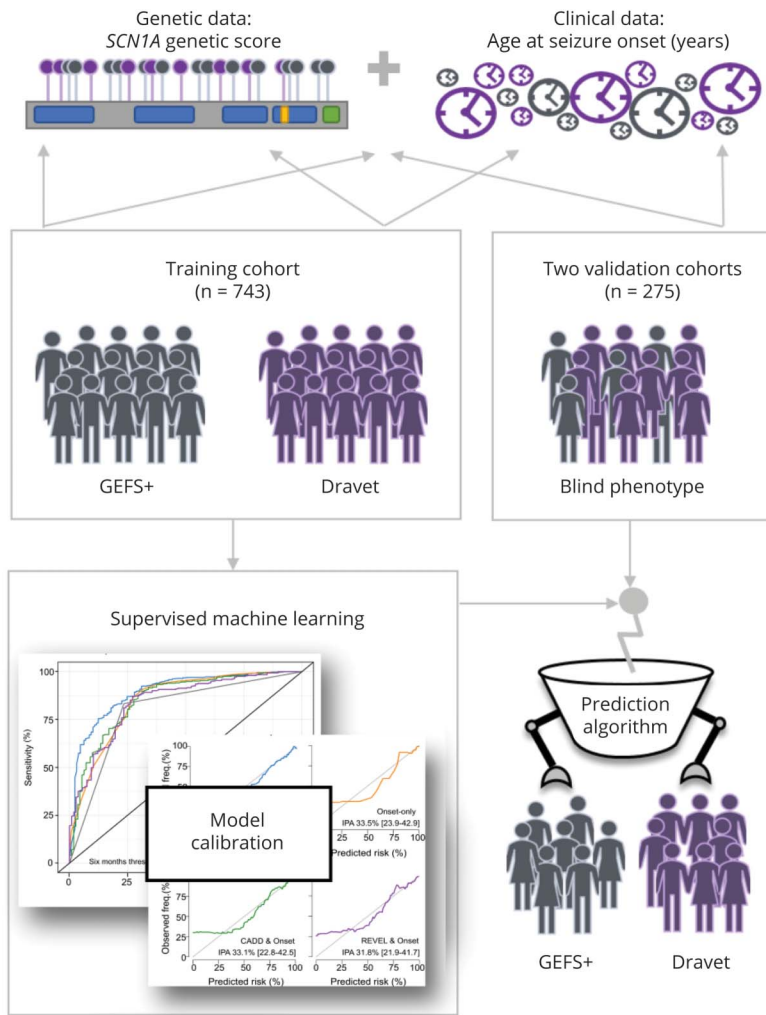 Genetic data:
SCN1A genetic score
Clinical data:
Age at seizure onset (years)
Training cohort
(n = 743)
GEFS+
Dravet
Two validation cohorts
(n = 275)
Blind phenotype
Supervised machine learning
Sensitivity (%)
100
75
50
25
0
Six months
0
25
Model
calibration
100
75
freq.(%)
Onset-only
IPA 33.5% [23.9-42.9]
75
100
Predicted risk (%)
Observed freq.(%)
75
50
25
0
CADD & Onset
IPA 33.1% [22.8-42.5]
0
25
50
75
100
Predicted risk (%)
REVEL & Onset
IPA 31.8% [21.9-41.7]
0
25
50
75
100
Predicted risk (%)
Prediction
algorithm
GEFS+
Dravet